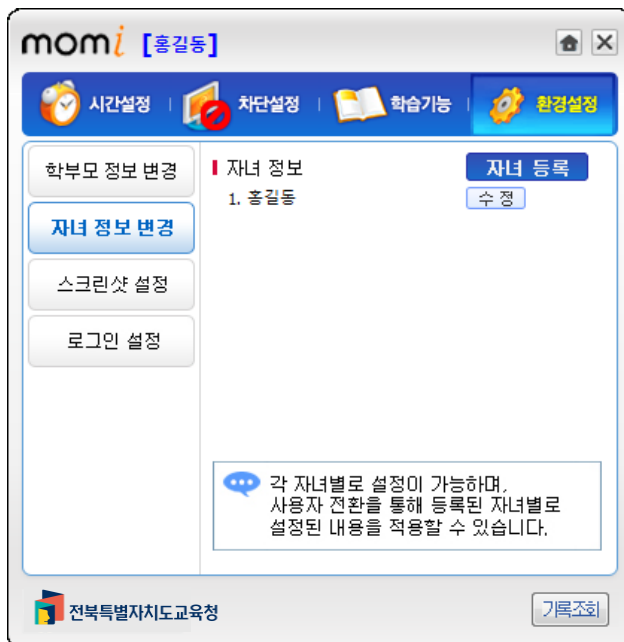 momi [홍길동]
시간설정 차단설정 학습기능 환경설정
학부모 정보 변경
자녀 정보 변경
스크린샷 설정
로그인 설정
자녀 정보 자녀 등록
1. 홍길동 수 정
각 자녀별로 설정이 가능하며,
사용자 전환을 통해 등록된 자녀별로
설정된 내용을 적용할 수 있습니다.
전북특별자치도교육청 기록조회